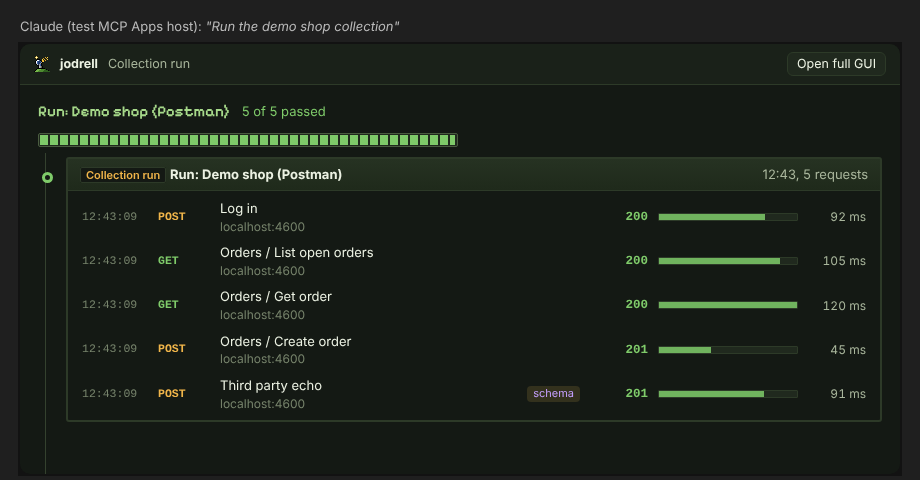 Claude (test MCP Apps host): "Run the demo shop collection"
jodrell Collection run Open full GUI
Run: Demo shop (Postman) 5 of 5 passed
Collection run Run: Demo shop (Postman) 12:43, 5 requests
12:43:09 POST Log in 200 92 ms
localhost:4600
12:43:09 GET Orders / List open orders 200 105 ms
localhost:4600
12:43:09 GET Orders / Get order 200 120 ms
localhost:4600
12:43:09 POST Orders / Create order 201 45 ms
localhost:4600
12:43:09 POST Third party echo schema 201 91 ms
localhost:4600